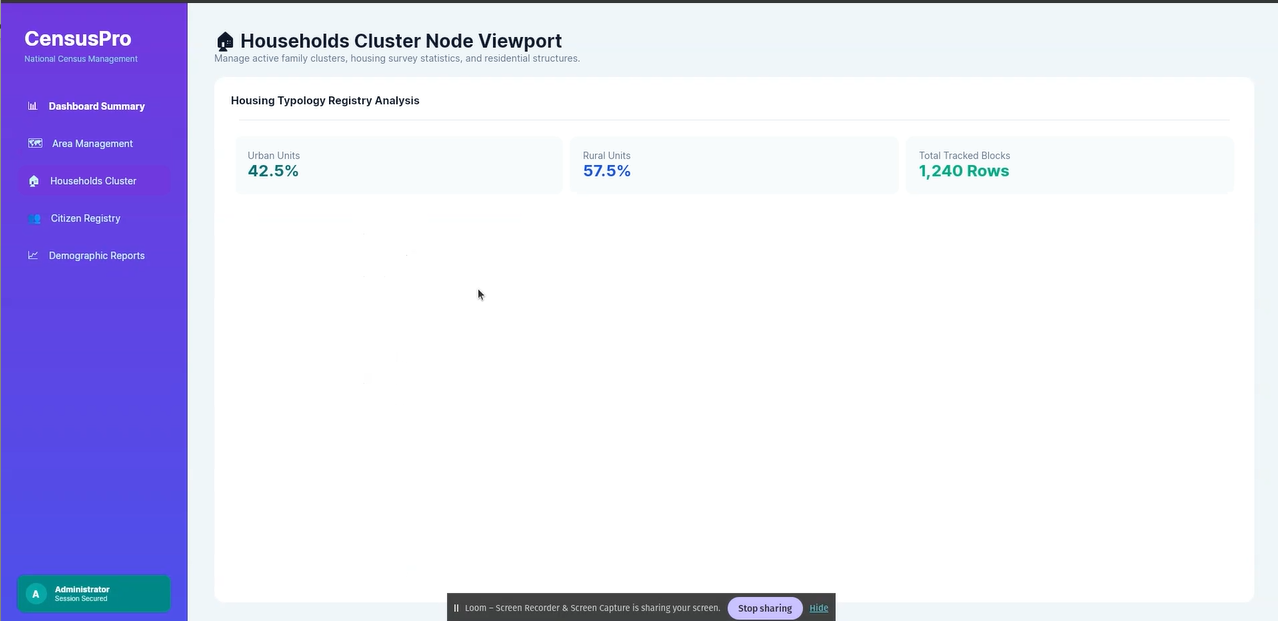 CensusPro
National Census Management
Dashboard Summary
Area Management
Households Cluster
Citizen Registry
Demographic Reports
A
Administrator
Session Secured
Households Cluster Node Viewport
Manage active family clusters, housing survey statistics, and residential structures.
Housing Typology Registry Analysis
Urban Units
42.5%
Rural Units
57.5%
Total Tracked Blocks
1,240 Rows
Loom – Screen Recorder & Screen Capture is sharing your screen.
Stop sharing
Hide